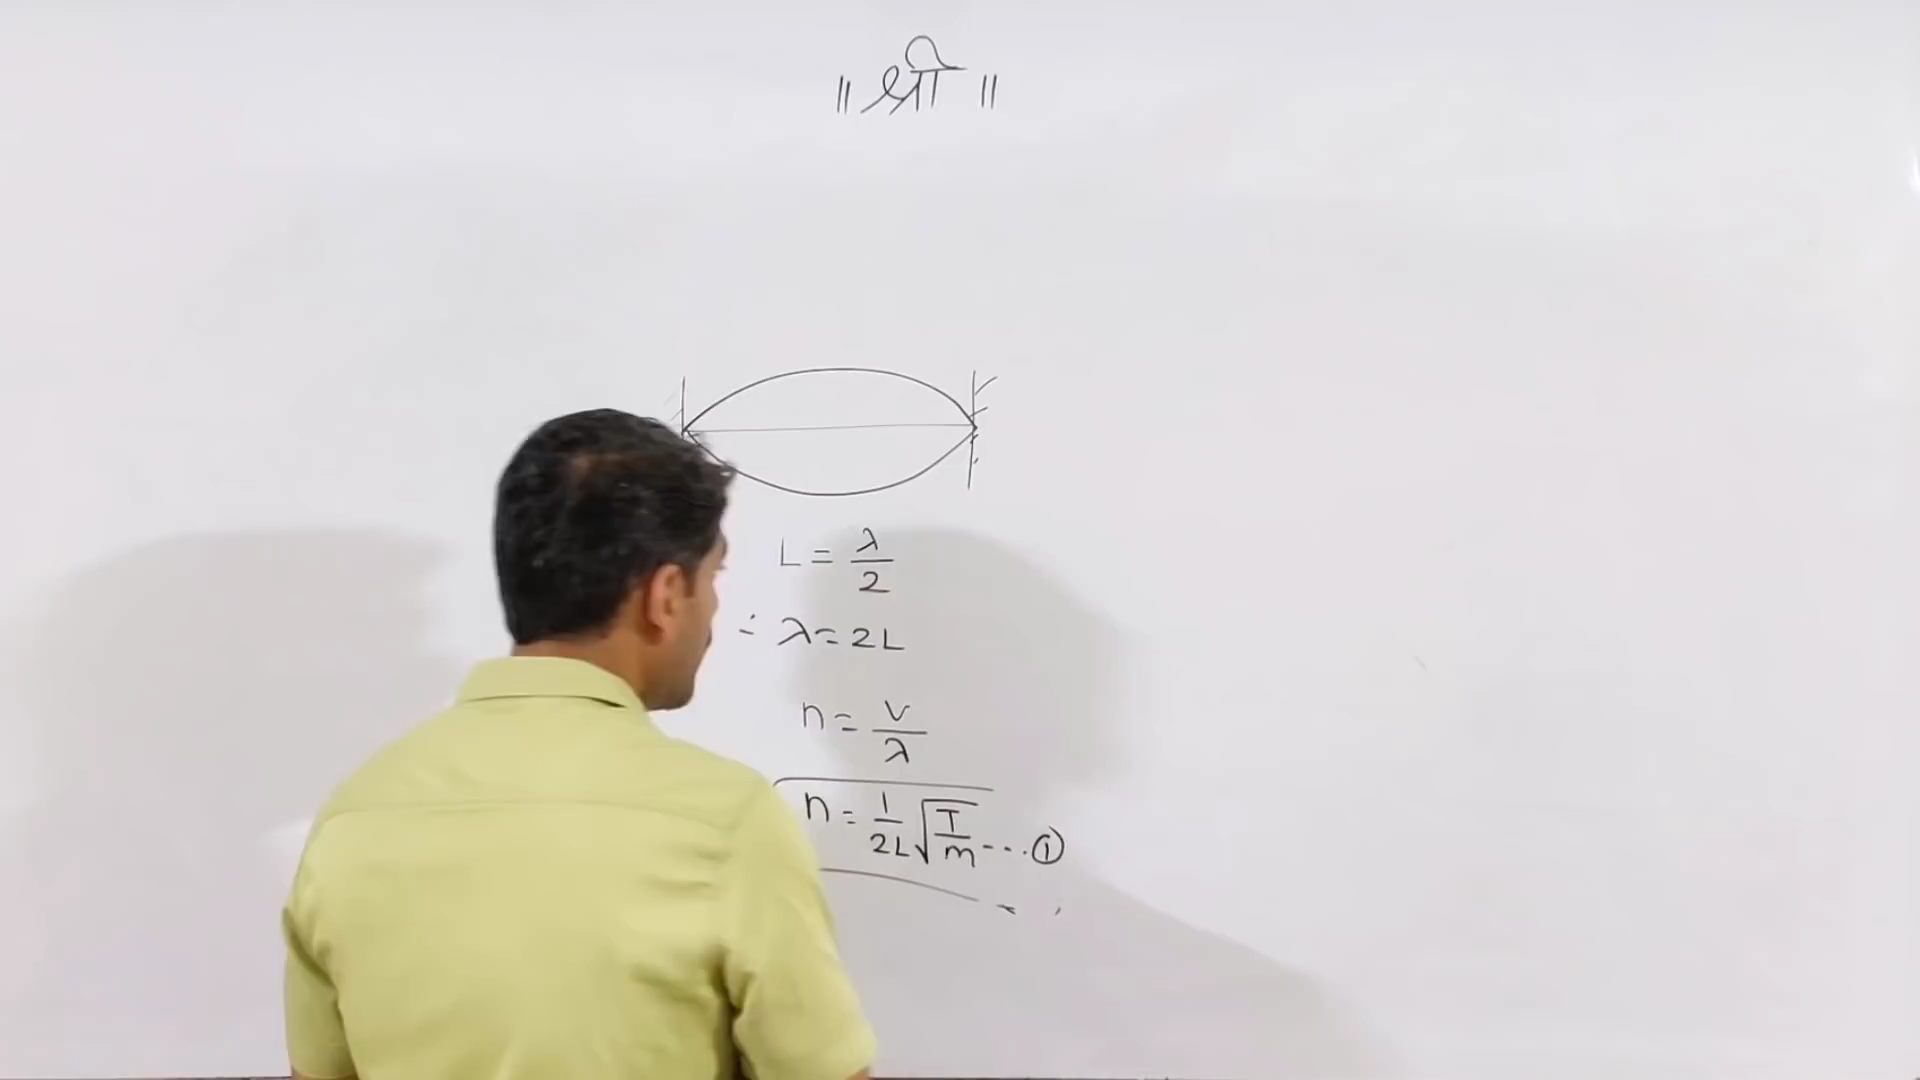 ॥ श्री ॥
L = λ/2
∴ λ = 2L
n = v/λ
n = 1/2L √(T/m) --- ①